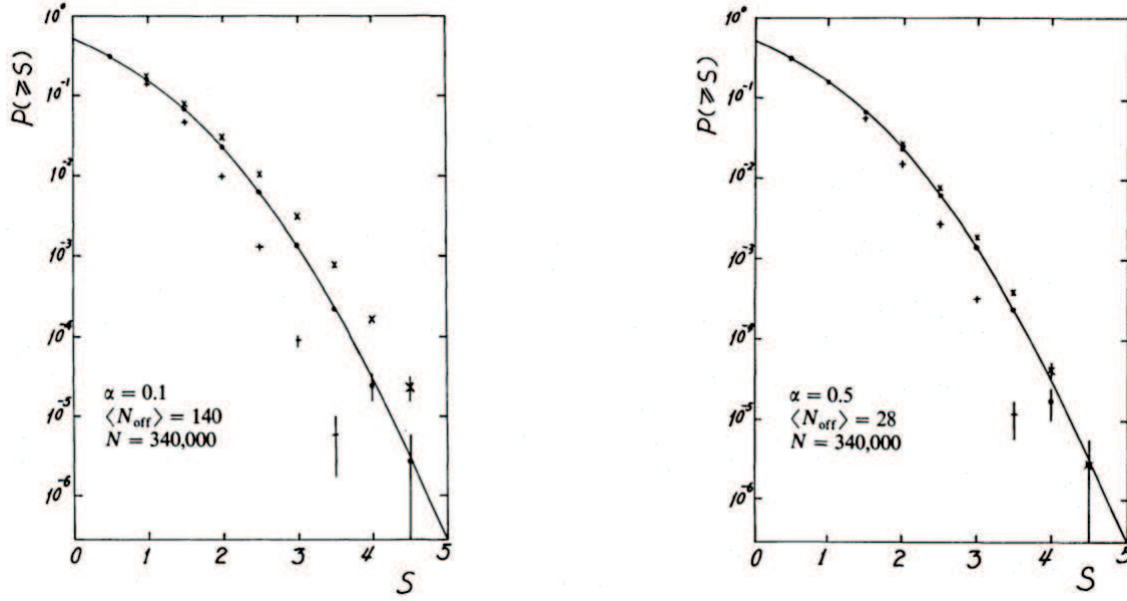 10⁰
10⁻¹
10⁻²
10⁻³
10⁻⁴
10⁻⁵
10⁻⁶
P(≥S)
α = 0.1
⟨N_off⟩ = 140
N = 340,000
0 1 2 3 4 5
S
10⁰
10⁻¹
10⁻²
10⁻³
10⁻⁴
10⁻⁵
10⁻⁶
P(≥S)
α = 0.5
⟨N_off⟩ = 28
N = 340,000
0 1 2 3 4 5
S